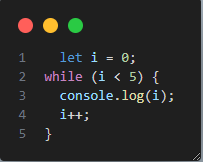 1 let i = 0;
2 while (i < 5) {
3 console.log(i);
4 i++;
5 }